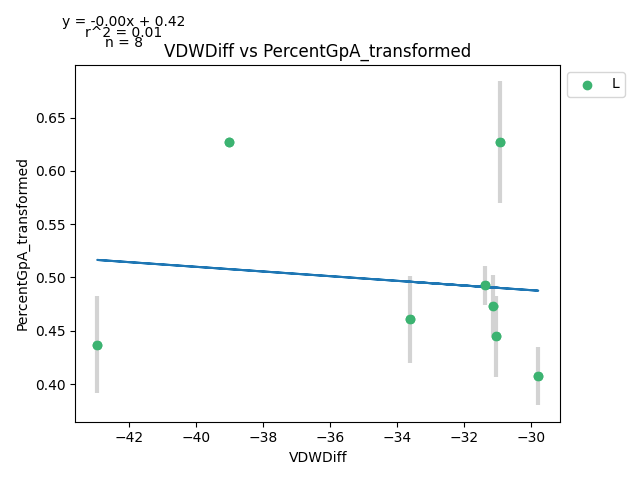 y = -0.00x + 0.42
r^2 = 0.01
n = 8
VDWDiff vs PercentGpA_transformed
L
PercentGpA_transformed
0.65
0.60
0.55
0.50
0.45
0.40
−42 −40 −38 −36 −34 −32 −30
VDWDiff